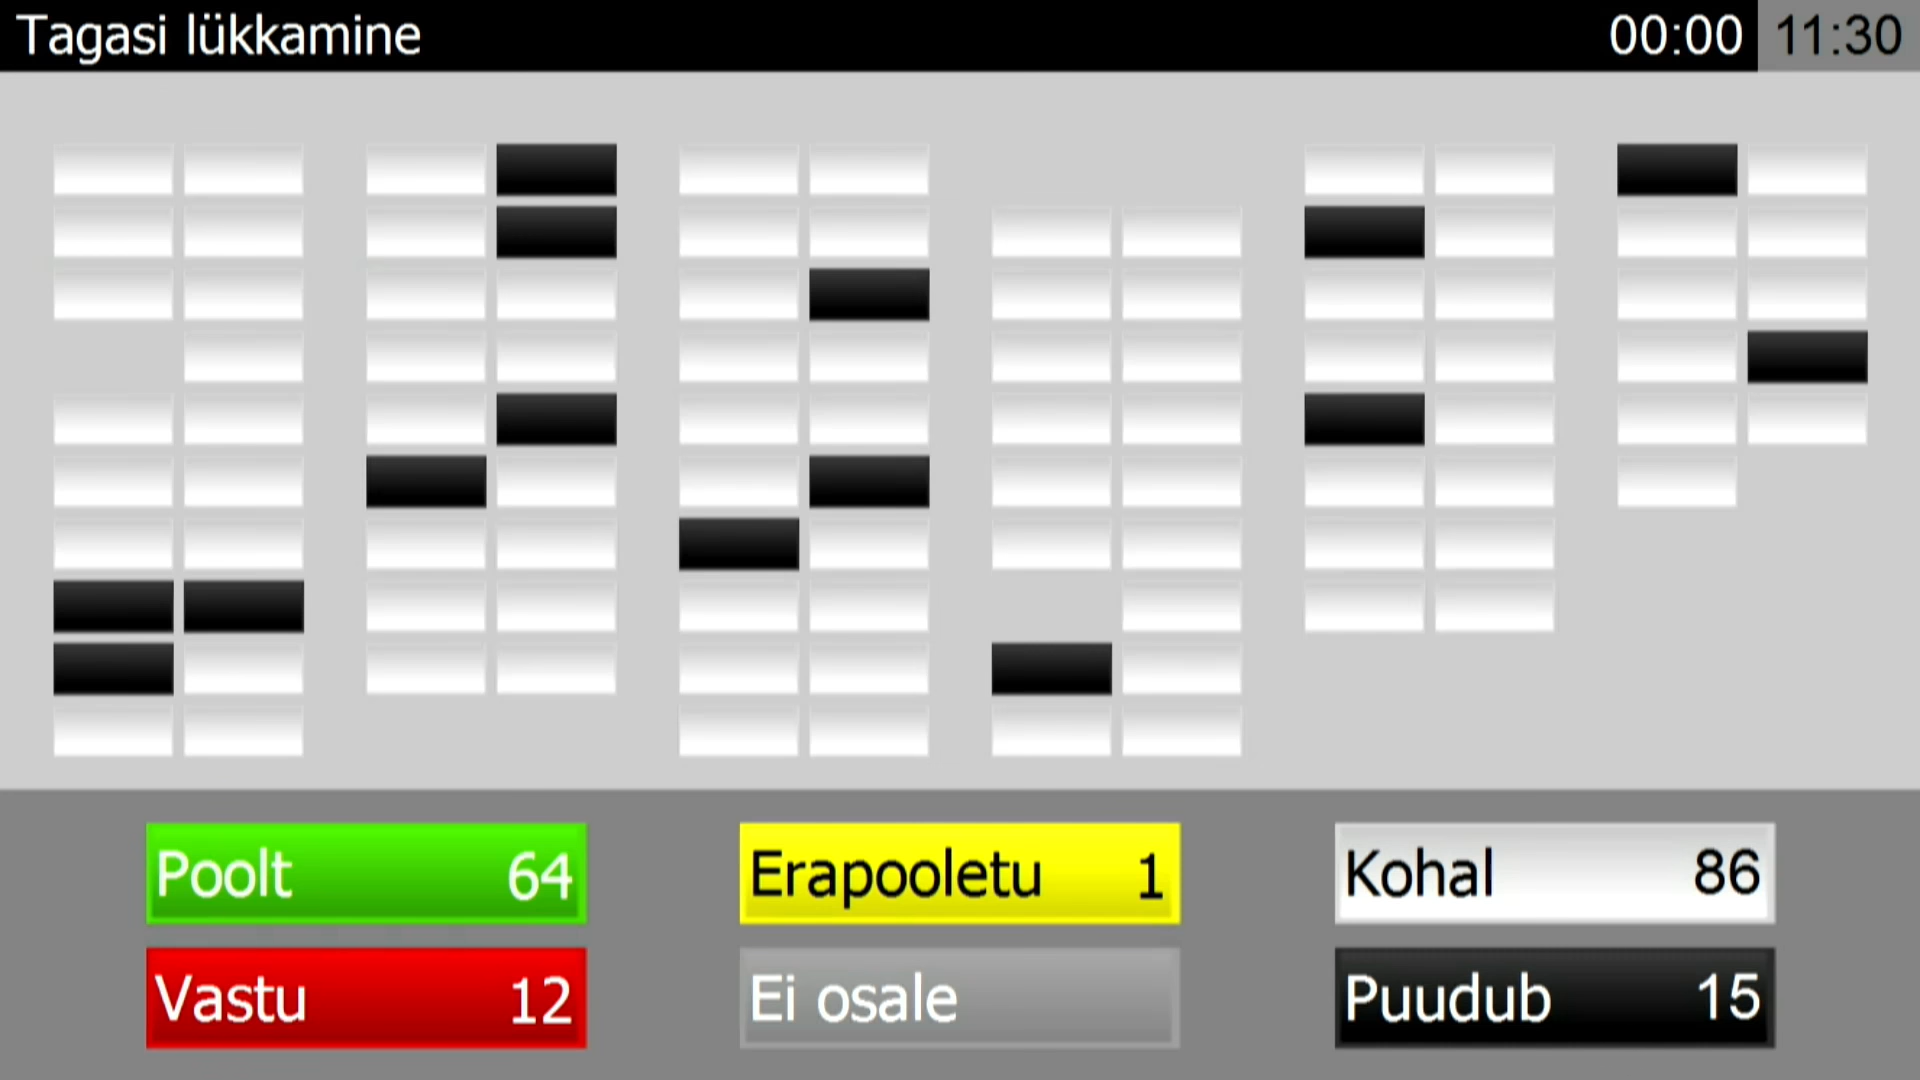 Tagasi lükkamine 00:00 11:30
Poolt 64 Erapooletu 1 Kohal 86
Vastu 12 Ei osale Puudub 15